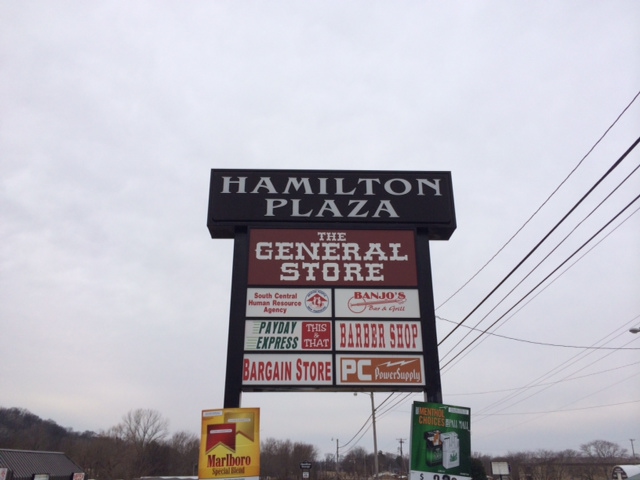 HAMILTON
PLAZA
THE
GENERAL
STORE
South Central
Human Resource
Agency
BANJO'S
Bar & Grill
PAYDAY
EXPRESS
THIS
&
THAT
BARBER SHOP
BARGAIN STORE
PC PowerSupply
Marlboro
Special Blend
MENTHOL
CHOICES